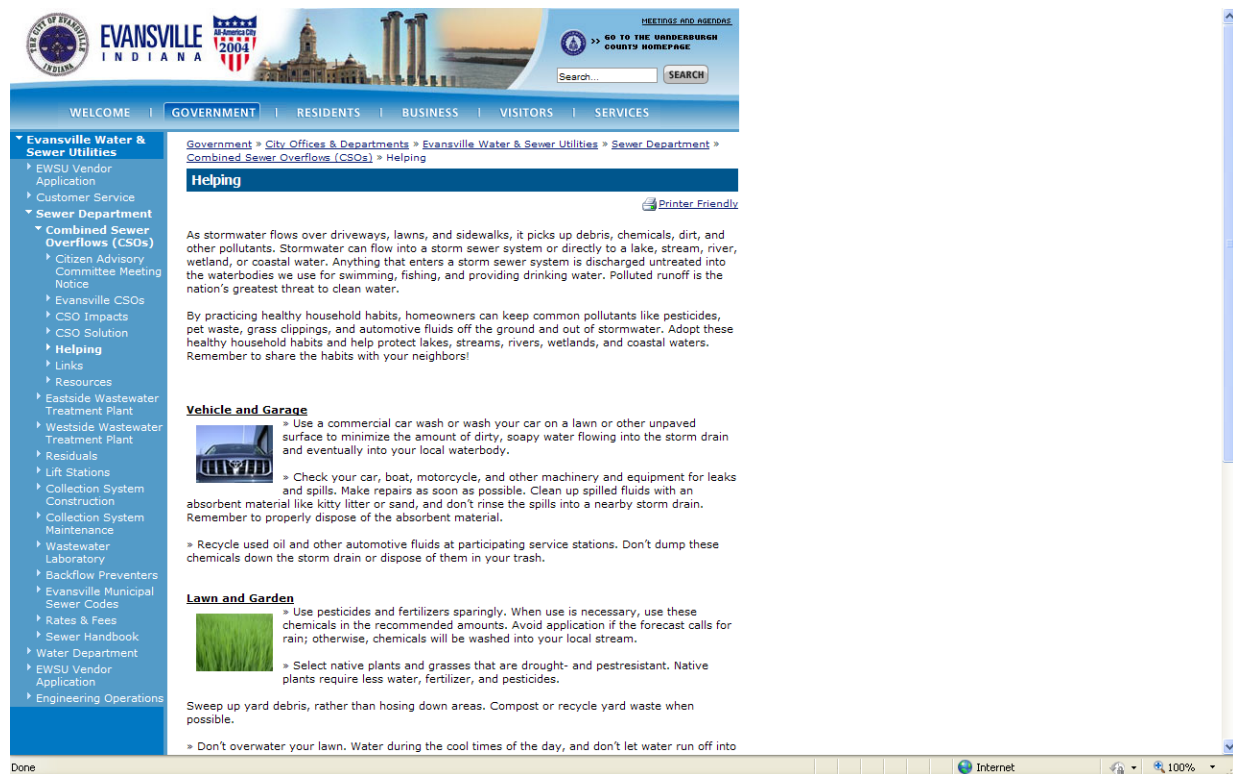 THE CITY OF EVANSVILLE
INDIANA
EVANSVILLE
INDIANA
All-America City
2004
MEETINGS AND AGENDAS
>> GO TO THE VANDERBURGH
COUNTY HOMEPAGE
Search...
SEARCH
WELCOME | GOVERNMENT | RESIDENTS | BUSINESS | VISITORS | SERVICES
Evansville Water &
Sewer Utilities
EWSU Vendor
Application
Customer Service
Sewer Department
Combined Sewer
Overflows (CSOs)
Citizen Advisory
Committee Meeting
Notice
Evansville CSOs
CSO Impacts
CSO Solution
Helping
Links
Resources
Eastside Wastewater
Treatment Plant
Westside Wastewater
Treatment Plant
Residuals
Lift Stations
Collection System
Construction
Collection System
Maintenance
Wastewater
Laboratory
Backflow Preventers
Evansville Municipal
Sewer Codes
Rates & Fees
Sewer Handbook
Water Department
EWSU Vendor
Application
Engineering Operations
Government » City Offices & Departments » Evansville Water & Sewer Utilities » Sewer Department »
Combined Sewer Overflows (CSOs) » Helping
Helping
Printer Friendly
As stormwater flows over driveways, lawns, and sidewalks, it picks up debris, chemicals, dirt, and
other pollutants. Stormwater can flow into a storm sewer system or directly to a lake, stream, river,
wetland, or coastal water. Anything that enters a storm sewer system is discharged untreated into
the waterbodies we use for swimming, fishing, and providing drinking water. Polluted runoff is the
nation's greatest threat to clean water.
By practicing healthy household habits, homeowners can keep common pollutants like pesticides,
pet waste, grass clippings, and automotive fluids off the ground and out of stormwater. Adopt these
healthy household habits and help protect lakes, streams, rivers, wetlands, and coastal waters.
Remember to share the habits with your neighbors!
Vehicle and Garage
» Use a commercial car wash or wash your car on a lawn or other unpaved
surface to minimize the amount of dirty, soapy water flowing into the storm drain
and eventually into your local waterbody.
» Check your car, boat, motorcycle, and other machinery and equipment for leaks
and spills. Make repairs as soon as possible. Clean up spilled fluids with an
absorbent material like kitty litter or sand, and don't rinse the spills into a nearby storm drain.
Remember to properly dispose of the absorbent material.
» Recycle used oil and other automotive fluids at participating service stations. Don't dump these
chemicals down the storm drain or dispose of them in your trash.
Lawn and Garden
» Use pesticides and fertilizers sparingly. When use is necessary, use these
chemicals in the recommended amounts. Avoid application if the forecast calls for
rain; otherwise, chemicals will be washed into your local stream.
» Select native plants and grasses that are drought- and pestresistant. Native
plants require less water, fertilizer, and pesticides.
Sweep up yard debris, rather than hosing down areas. Compost or recycle yard waste when
possible.
» Don't overwater your lawn. Water during the cool times of the day, and don't let water run off into
Done
Internet
100%